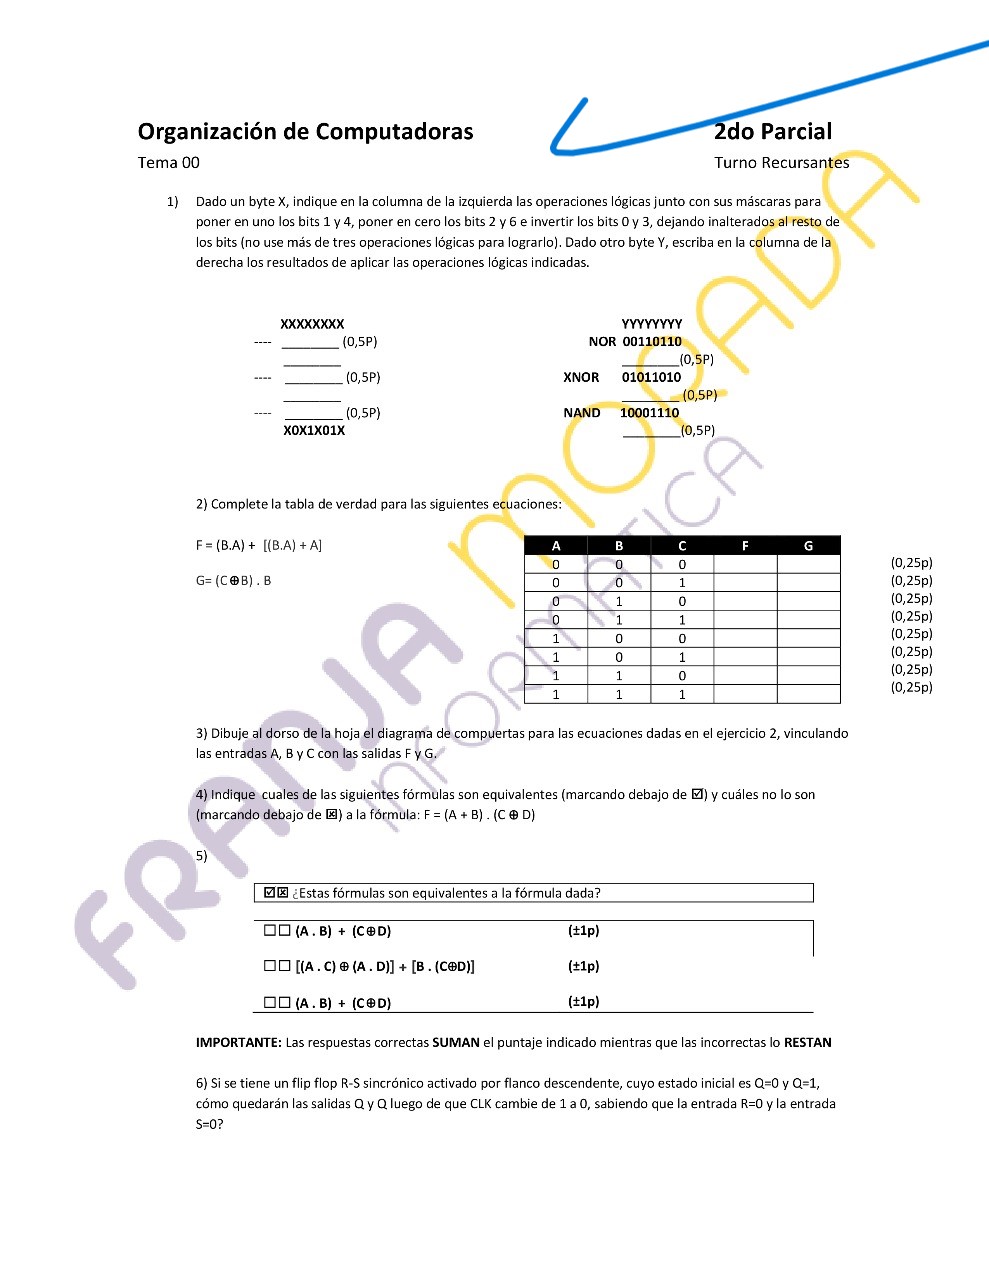 Organización de Computadoras 2do Parcial
Tema 00 Turno Recursantes
1) Dado un byte X, indique en la columna de la izquierda las operaciones lógicas junto con sus máscaras para
poner en uno los bits 1 y 4, poner en cero los bits 2 y 6 e invertir los bits 0 y 3, dejando inalterados al resto de
los bits (no use más de tres operaciones lógicas para lograrlo). Dado otro byte Y, escriba en la columna de la
derecha los resultados de aplicar las operaciones lógicas indicadas.
XXXXXXXX YYYYYYYY
---- ________ (0,5P) NOR 00110110
________ ________(0,5P)
---- ________ (0,5P) XNOR 01011010
________ ________ (0,5P)
---- ________ (0,5P) NAND 10001110
X0X1X01X ________(0,5P)
2) Complete la tabla de verdad para las siguientes ecuaciones:
F = (B.A) + [(B.A) + A]
G= (C⊕B) . B
A B C F G
0 0 0 (0,25p)
0 0 1 (0,25p)
0 1 0 (0,25p)
0 1 1 (0,25p)
1 0 0 (0,25p)
1 0 1 (0,25p)
1 1 0 (0,25p)
1 1 1 (0,25p)
3) Dibuje al dorso de la hoja el diagrama de compuertas para las ecuaciones dadas en el ejercicio 2, vinculando
las entradas A, B y C con las salidas F y G.
4) Indique cuales de las siguientes fórmulas son equivalentes (marcando debajo de ☑) y cuáles no lo son
(marcando debajo de ☒) a la fórmula: F = (A + B) . (C ⊕ D)
5)
☑☒ ¿Estas fórmulas son equivalentes a la fórmula dada?
☐☐ (A . B) + (C⊕D) (±1p)
☐☐ [(A . C) ⊕ (A . D)] + [B . (C⊕D)] (±1p)
☐☐ (A . B) + (C⊕D) (±1p)
IMPORTANTE: Las respuestas correctas SUMAN el puntaje indicado mientras que las incorrectas lo RESTAN
6) Si se tiene un flip flop R-S sincrónico activado por flanco descendente, cuyo estado inicial es Q=0 y Q=1,
cómo quedarán las salidas Q y Q luego de que CLK cambie de 1 a 0, sabiendo que la entrada R=0 y la entrada
S=0?
FRANJA MORADA
INFORMÁTICA